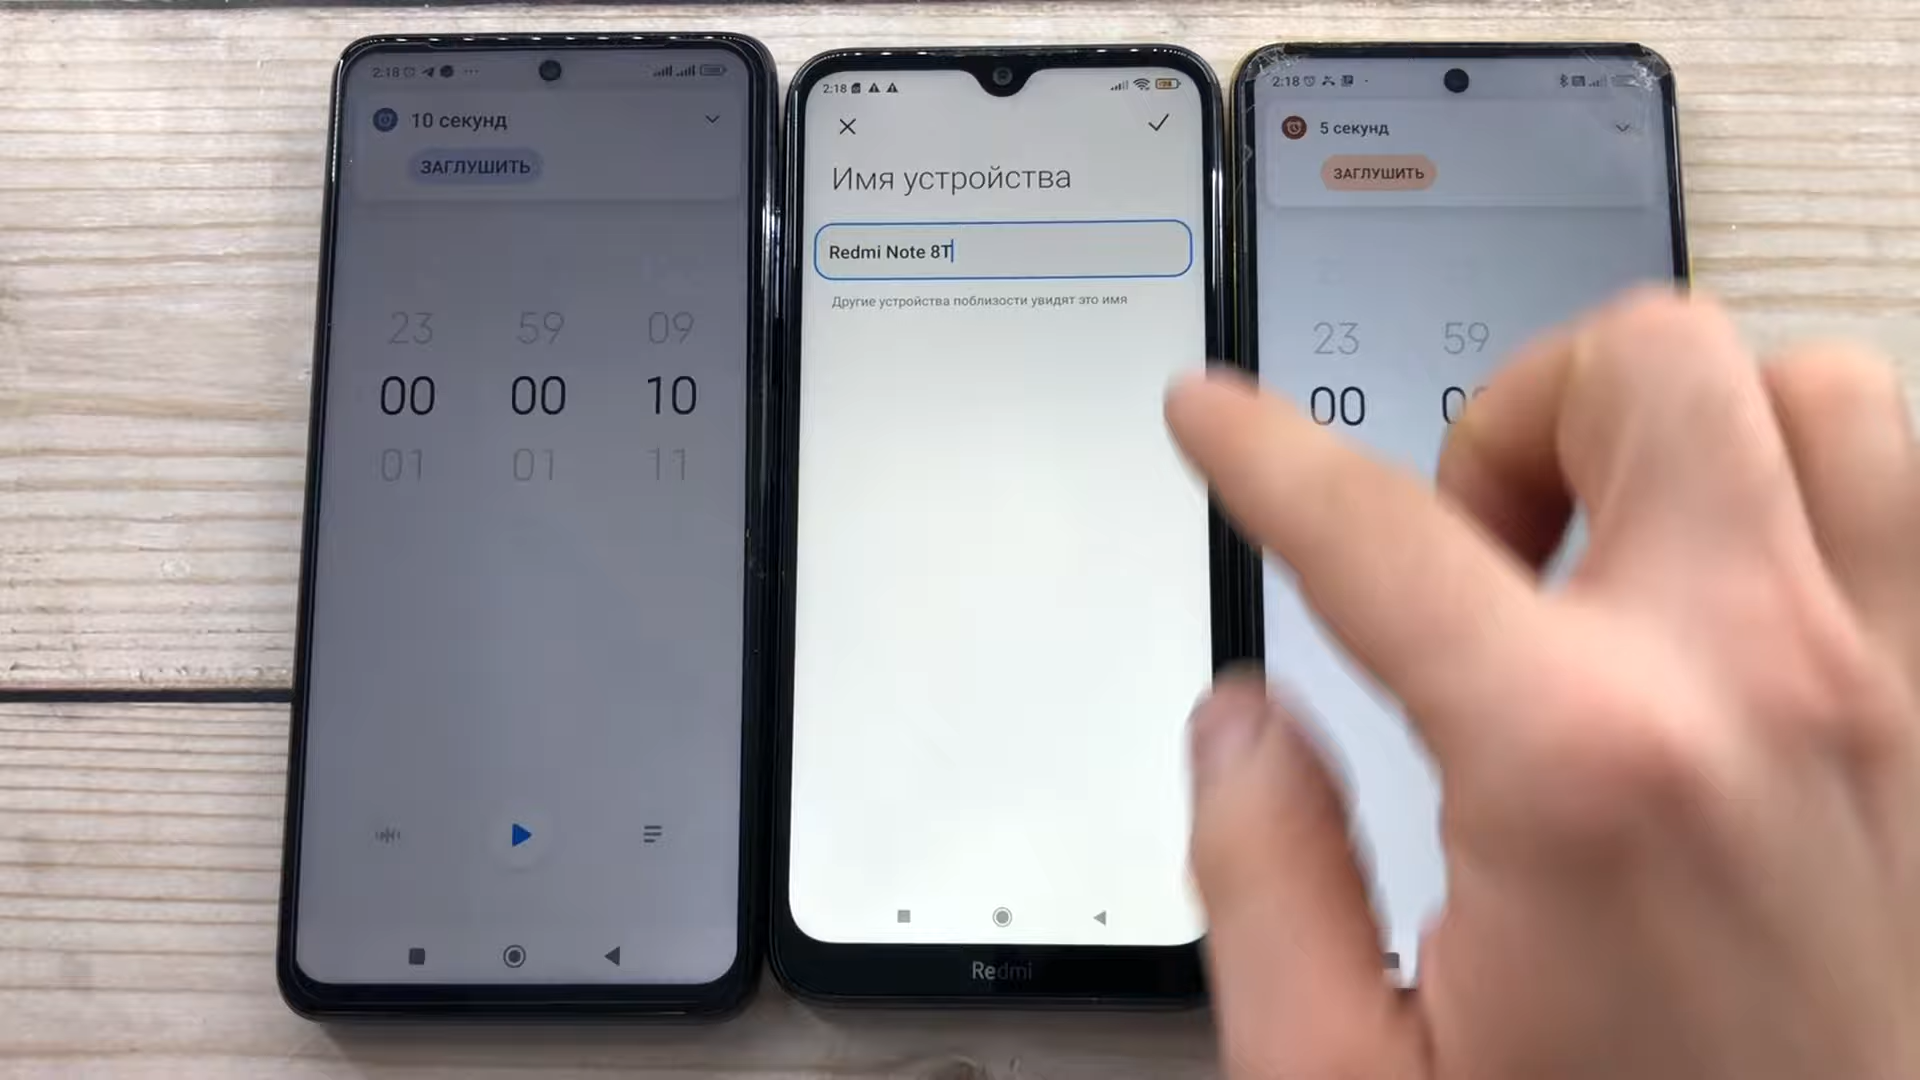 2:18
10 секунд
ЗАГЛУШИТЬ
23 59 09
00 00 10
01 01 11
2:18
Имя устройства
Redmi Note 8T
Другие устройства поблизости увидят это имя
Redmi
2:18
5 секунд
ЗАГЛУШИТЬ
23 59
00